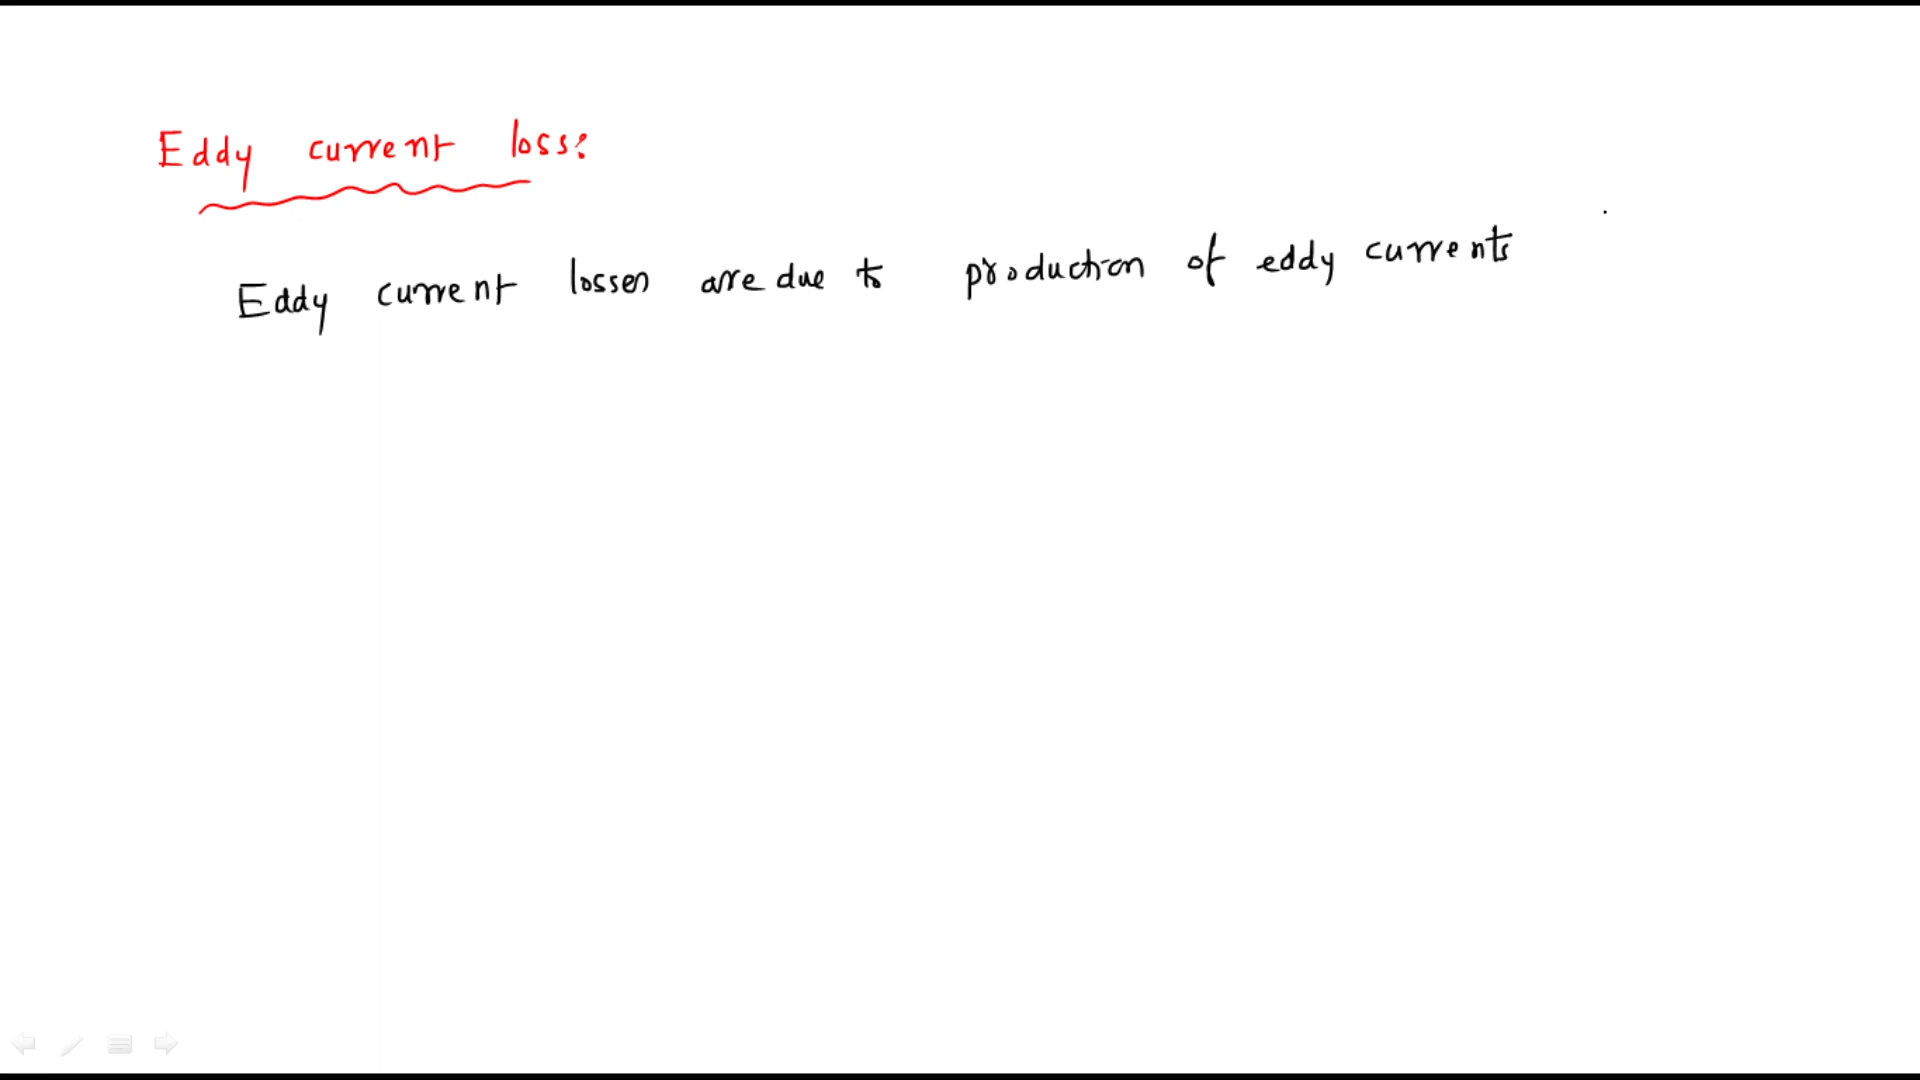 Eddy current loss:
Eddy current losses are due to production of eddy currents